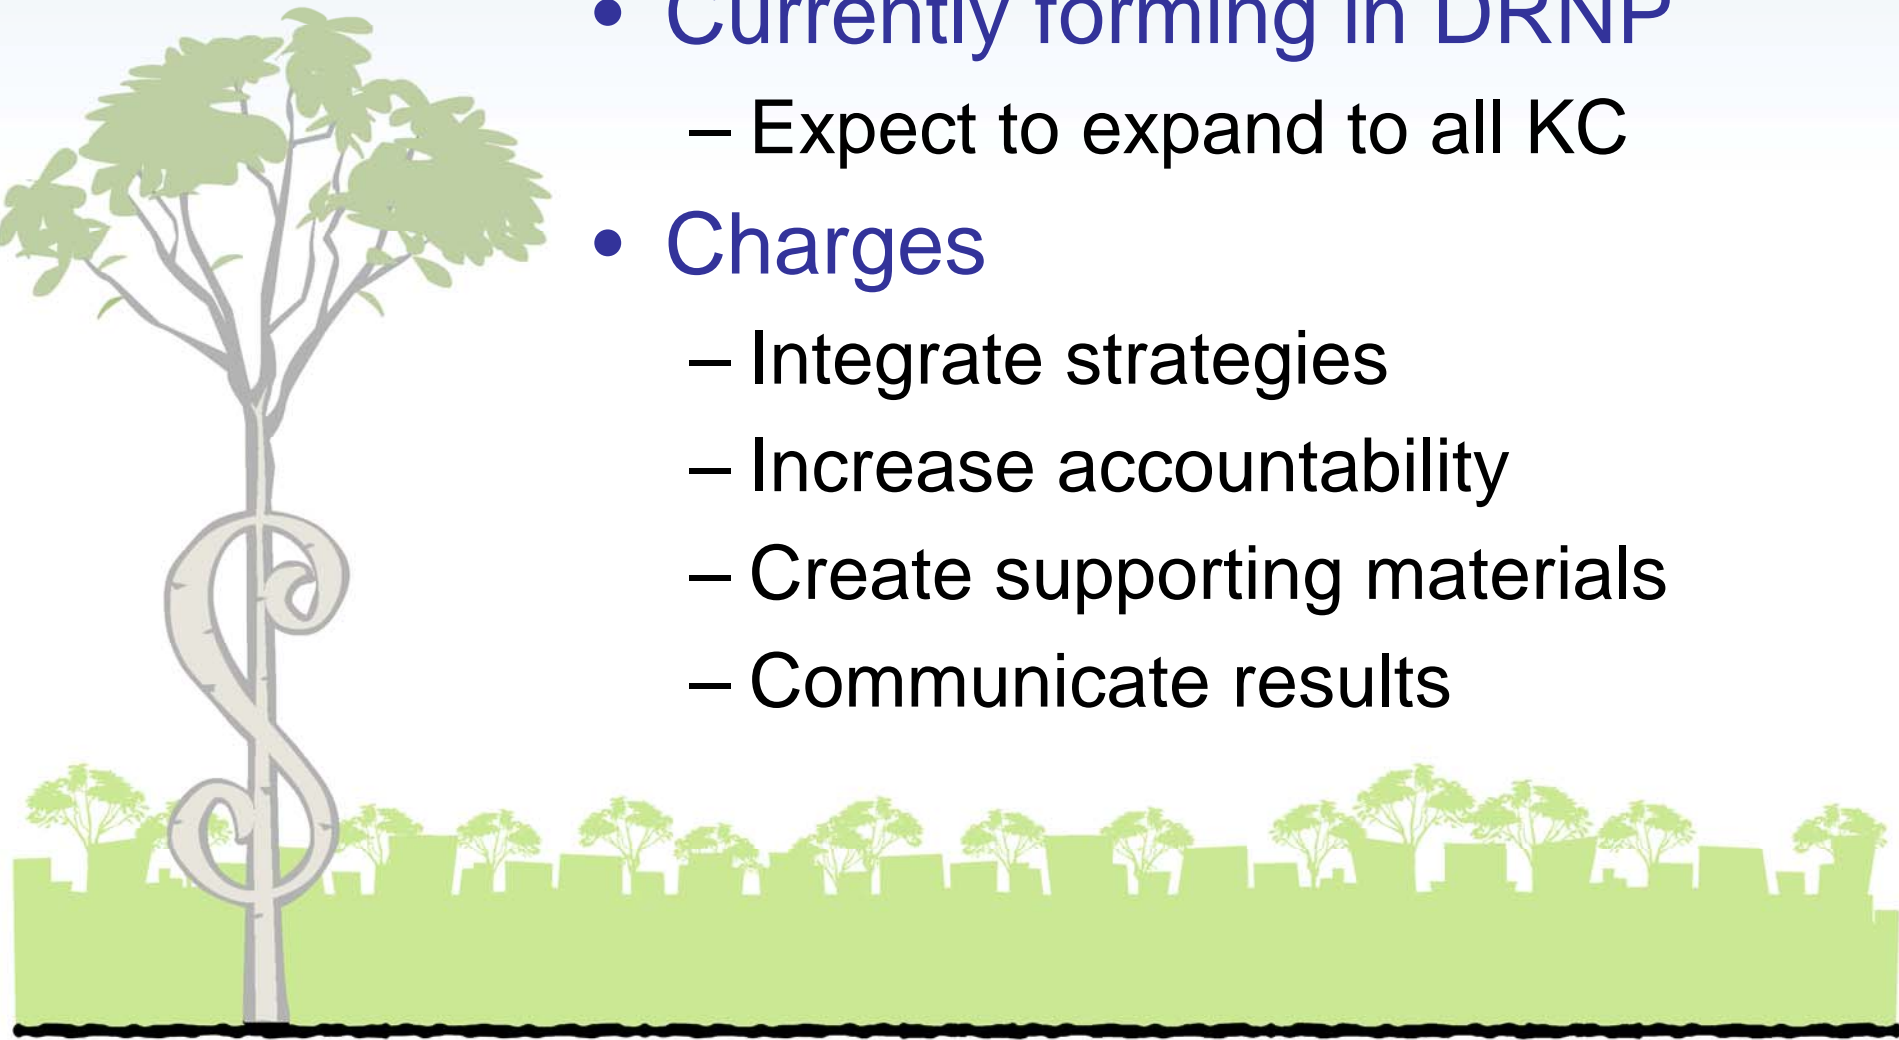 • Currently forming in DRNP
– Expect to expand to all KC
• Charges
– Integrate strategies
– Increase accountability
– Create supporting materials
– Communicate results